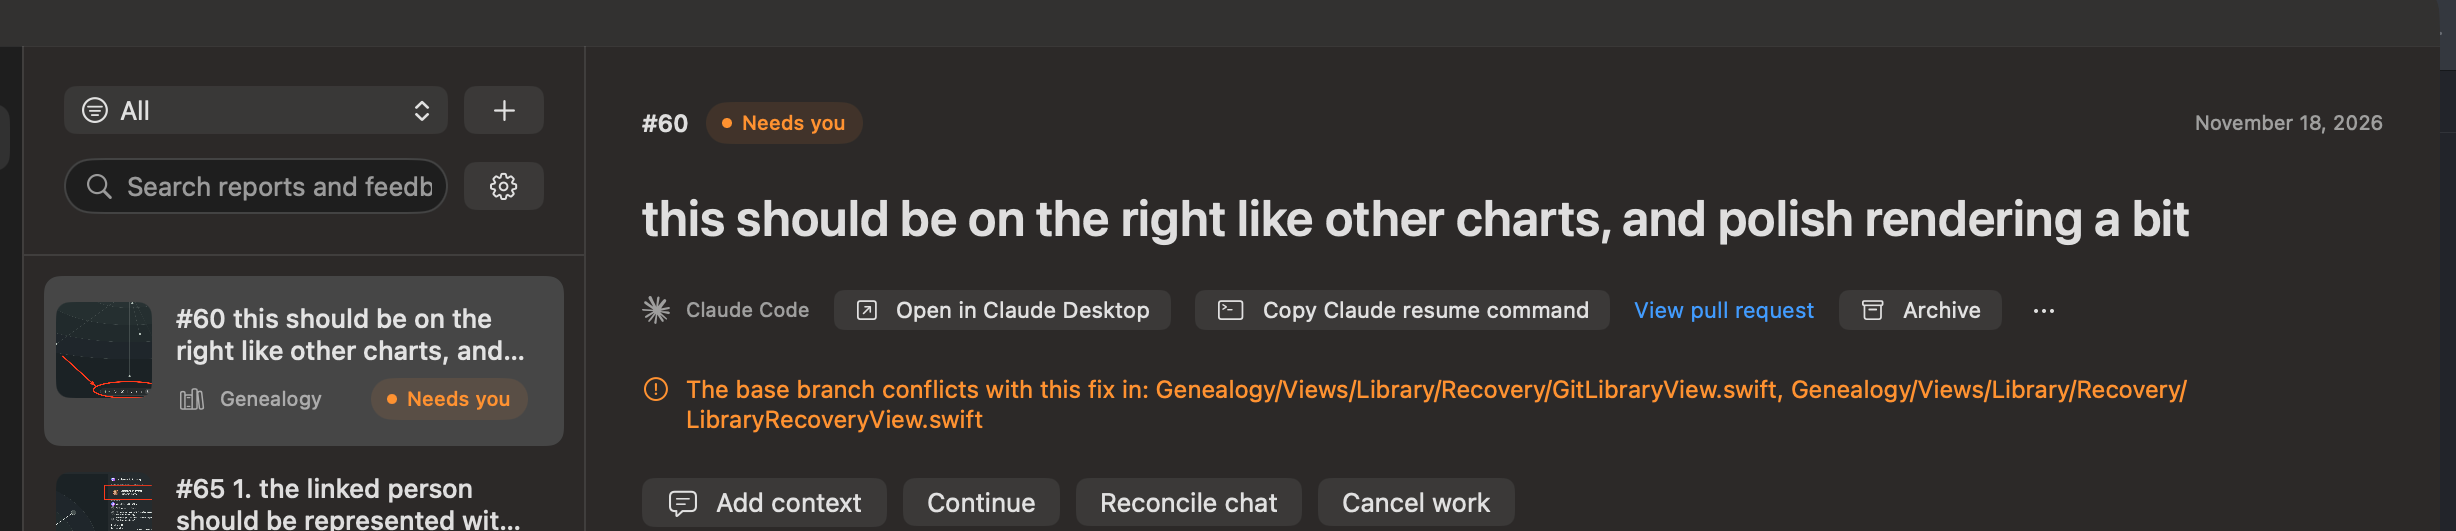 All
Search reports and feedb
#60 this should be on the
right like other charts, and...
Genealogy
Needs you
#65 1. the linked person
should be represented wit...
#60
Needs you
November 18, 2026
this should be on the right like other charts, and polish rendering a bit
Claude Code
Open in Claude Desktop
Copy Claude resume command
View pull request
Archive
The base branch conflicts with this fix in: Genealogy/Views/Library/Recovery/GitLibraryView.swift, Genealogy/Views/Library/Recovery/
LibraryRecoveryView.swift
Add context
Continue
Reconcile chat
Cancel work